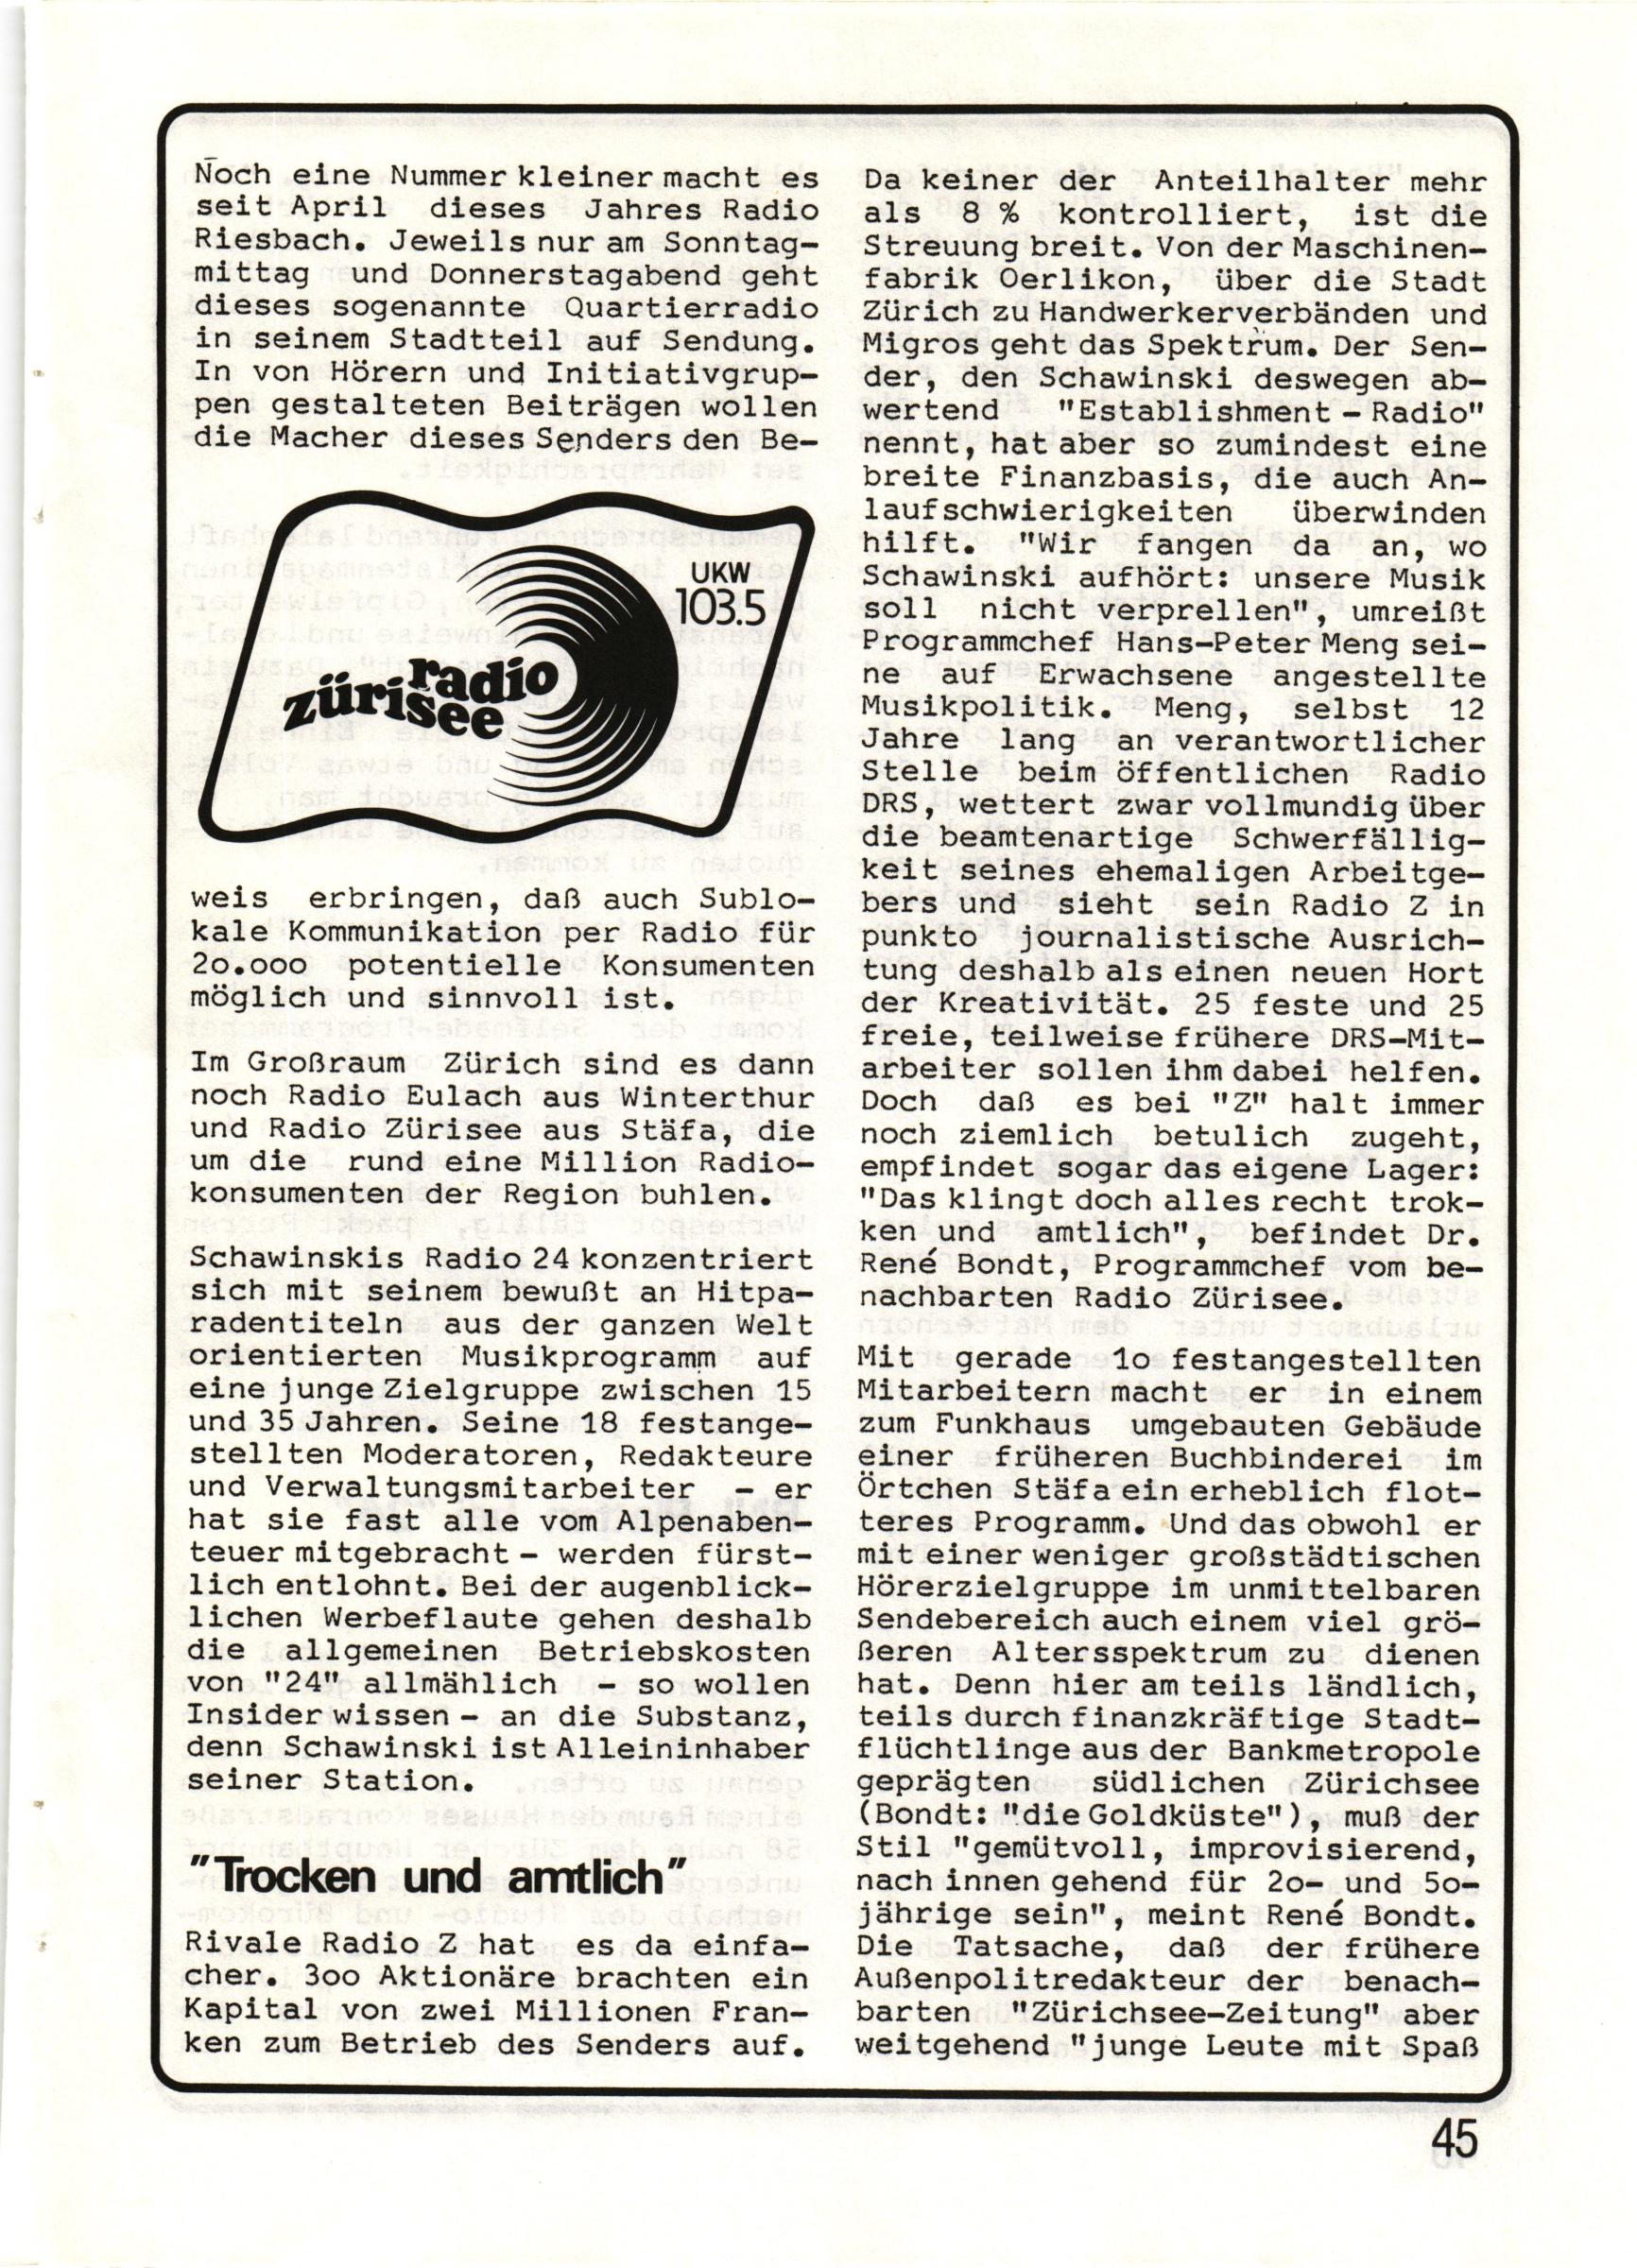 Noch eine Nummer kleiner macht es
seit April dieses Jahres Radio
Riesbach. Jeweils nur am Sonntag-
mittag und Donnerstagabend geht
dieses sogenannte Quartierradio
in seinem Stadtteil auf Sendung.
In von Hörern und Initiativgrup-
pen gestalteten Beiträgen wollen
die Macher dieses Senders den Be-
UKW
103.5
radio
zürisee
weis erbringen, daß auch Sublo-
kale Kommunikation per Radio für
2o.ooo potentielle Konsumenten
möglich und sinnvoll ist.
Im Großraum Zürich sind es dann
noch Radio Eulach aus Winterthur
und Radio Zürisee aus Stäfa, die
um die rund eine Million Radio-
konsumenten der Region buhlen.
Schawinskis Radio 24 konzentriert
sich mit seinem bewußt an Hitpa-
radentiteln aus der ganzen Welt
orientierten Musikprogramm auf
eine junge Zielgruppe zwischen 15
und 35 Jahren. Seine 18 festange-
stellten Moderatoren, Redakteure
und Verwaltungsmitarbeiter - er
hat sie fast alle vom Alpenaben-
teuer mitgebracht - werden fürst-
lich entlohnt. Bei der augenblick-
lichen Werbeflaute gehen deshalb
die allgemeinen Betriebskosten
von "24" allmählich - so wollen
Insider wissen - an die Substanz,
denn Schawinski ist Alleininhaber
seiner Station.
"Trocken und amtlich"
Rivale Radio Z hat es da einfa-
cher. 3oo Aktionäre brachten ein
Kapital von zwei Millionen Fran-
ken zum Betrieb des Senders auf.
Da keiner der Anteilhalter mehr
als 8 % kontrolliert, ist die
Streuung breit. Von der Maschinen-
fabrik Oerlikon, über die Stadt
Zürich zu Handwerkerverbänden und
Migros geht das Spektrum. Der Sen-
der, den Schawinski deswegen ab-
wertend "Establishment - Radio"
nennt, hat aber so zumindest eine
breite Finanzbasis, die auch An-
laufschwierigkeiten überwinden
hilft. "Wir fangen da an, wo
Schawinski aufhört: unsere Musik
soll nicht verprellen", umreißt
Programmchef Hans-Peter Meng sei-
ne auf Erwachsene angestellte
Musikpolitik. Meng, selbst 12
Jahre lang an verantwortlicher
Stelle beim öffentlichen Radio
DRS, wettert zwar vollmundig über
die beamtenartige Schwerfällig-
keit seines ehemaligen Arbeitge-
bers und sieht sein Radio Z in
punkto journalistische Ausrich-
tung deshalb als einen neuen Hort
der Kreativität. 25 feste und 25
freie, teilweise frühere DRS-Mit-
arbeiter sollen ihm dabei helfen.
Doch daß es bei "Z" halt immer
noch ziemlich betulich zugeht,
empfindet sogar das eigene Lager:
"Das klingt doch alles recht trok-
ken und amtlich", befindet Dr.
René Bondt, Programmchef vom be-
nachbarten Radio Zürisee.
Mit gerade 1o festangestellten
Mitarbeitern macht er in einem
zum Funkhaus umgebauten Gebäude
einer früheren Buchbinderei im
Örtchen Stäfa ein erheblich flot-
teres Programm. Und das obwohl er
mit einer weniger großstädtischen
Hörerzielgruppe im unmittelbaren
Sendebereich auch einem viel grö-
ßeren Altersspektrum zu dienen
hat. Denn hier am teils ländlich,
teils durch finanzkräftige Stadt-
flüchtlinge aus der Bankmetropole
geprägten südlichen Zürichsee
(Bondt: "die Goldküste"), muß der
Stil "gemütvoll, improvisierend,
nach innen gehend für 2o- und 5o-
jährige sein", meint René Bondt.
Die Tatsache, daß der frühere
Außenpolitredakteur der benach-
barten "Zürichsee-Zeitung" aber
weitgehend "junge Leute mit Spaß
45